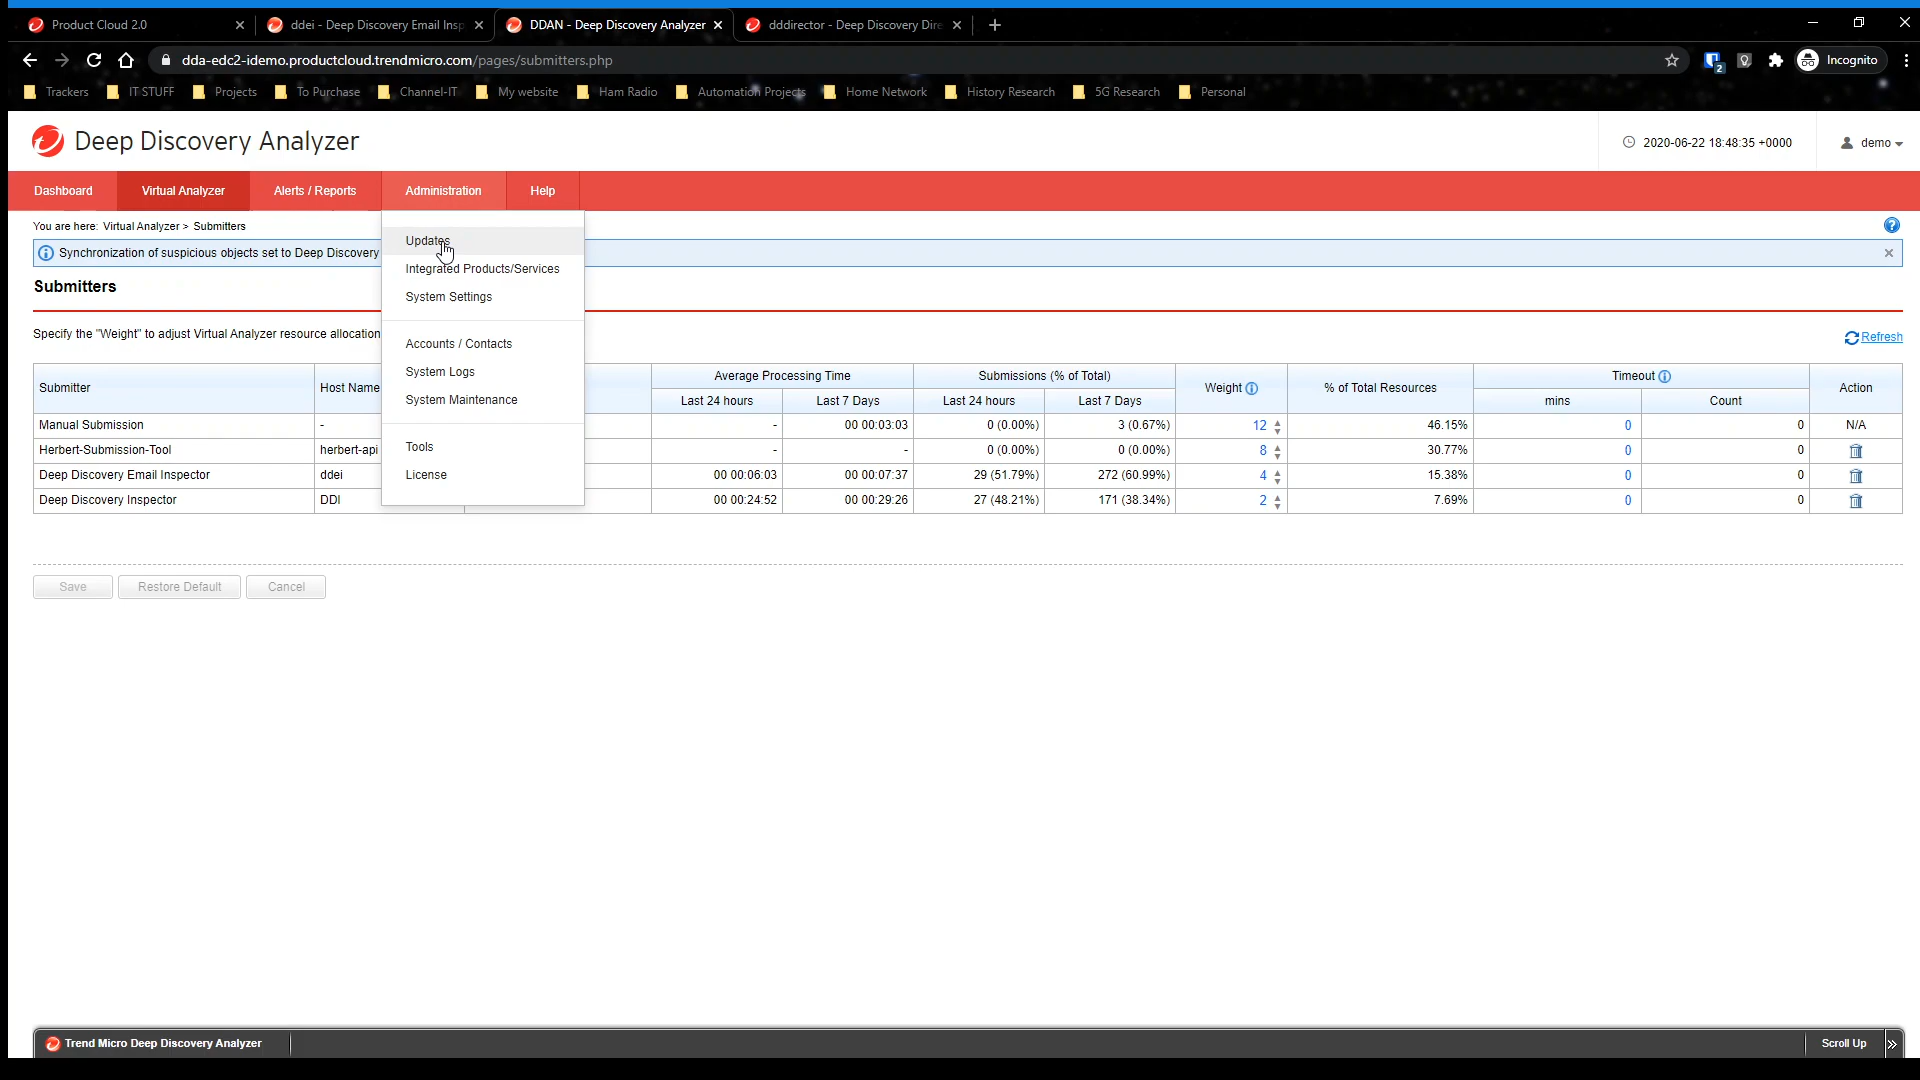 Product Cloud 2.0
ddei - Deep Discovery Email Insp
DDAN - Deep Discovery Analyzer
dddirector - Deep Discovery Dire
dda-edc2-idemo.productcloud.trendmicro.com/pages/submitters.php
2
Incognito
Trackers
IT STUFF
Projects
To Purchase
Channel-IT
My website
Ham Radio
Automation Projects
Home Network
History Research
5G Research
Personal
Deep Discovery Analyzer
2020-06-22 18:48:35 +0000
demo
Dashboard
Virtual Analyzer
Alerts / Reports
Administration
Help
You are here: Virtual Analyzer > Submitters
Synchronization of suspicious objects set to Deep Discovery
Updates
Integrated Products/Services
System Settings
Accounts / Contacts
System Logs
System Maintenance
Tools
License
Submitters
Specify the "Weight" to adjust Virtual Analyzer resource allocation
Refresh
Submitter Host Name Average Processing Time Submissions (% of Total) Weight % of Total Resources Timeout Action
Last 24 hours Last 7 Days Last 24 hours Last 7 Days mins Count
Manual Submission - - 00 00:03:03 0 (0.00%) 3 (0.67%) 12 46.15% 0 0 N/A
Herbert-Submission-Tool herbert-api - - 0 (0.00%) 0 (0.00%) 8 30.77% 0 0
Deep Discovery Email Inspector ddei 00 00:06:03 00 00:07:37 29 (51.79%) 272 (60.99%) 4 15.38% 0 0
Deep Discovery Inspector DDI 00 00:24:52 00 00:29:26 27 (48.21%) 171 (38.34%) 2 7.69% 0 0
Save
Restore Default
Cancel
Trend Micro Deep Discovery Analyzer
Scroll Up